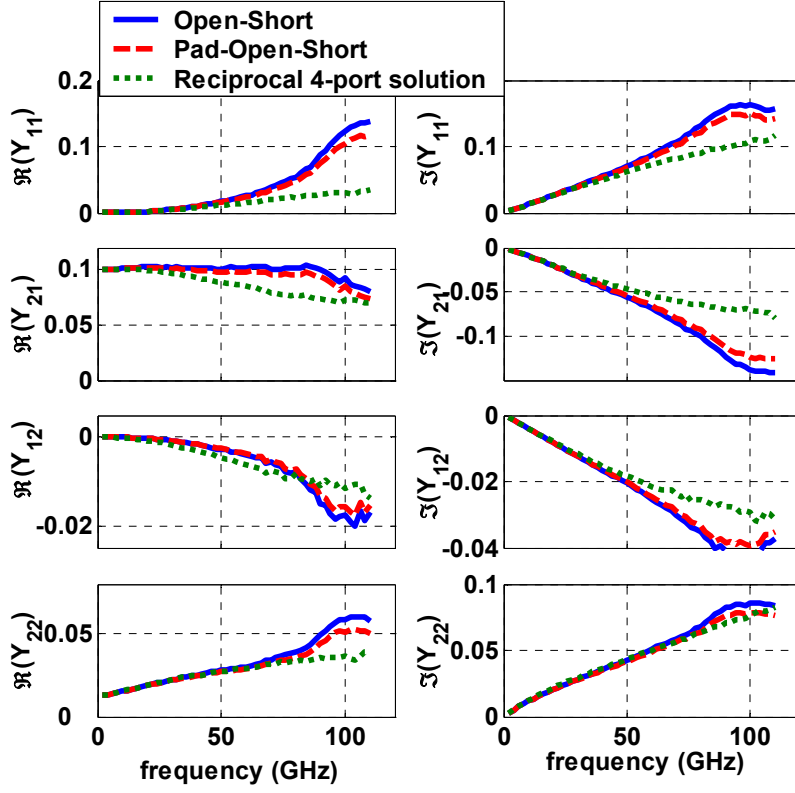 Open-Short
Pad-Open-Short
Reciprocal 4-port solution
0.2
0.1
0
ℜ(Y11)
0.2
0.1
0
ℑ(Y11)
0.1
0.05
0
ℜ(Y21)
0
-0.05
-0.1
ℑ(Y21)
0
-0.02
ℜ(Y12)
0
-0.02
-0.04
ℑ(Y12)
0.05
0
ℜ(Y22)
0.1
0.05
0
ℑ(Y22)
0 50 100
frequency (GHz)
0 50 100
frequency (GHz)